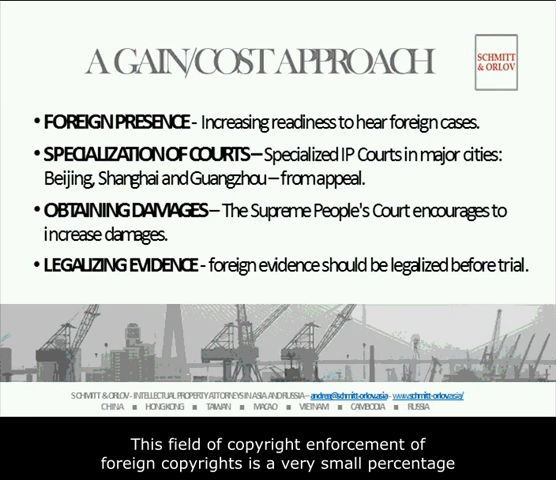 A GAIN/COST APPROACH
SCHMITT
& ORLOV
• FOREIGN PRESENCE - Increasing readiness to hear foreign cases.
• SPECIALIZATION OF COURTS – Specialized IP Courts in major cities:
Beijing, Shanghai and Guangzhou – from appeal.
• OBTAINING DAMAGES – The Supreme People's Court encourages to
increase damages.
• LEGALIZING EVIDENCE - foreign evidence should be legalized before trial.
SCHMITT & ORLOV - INTELLECTUAL PROPERTY ATTORNEYS IN ASIA AND RUSSIA – andrea@schmitt-orlov.asia - www.schmitt-orlov.asia/
CHINA ■ HONG KONG ■ TAIWAN ■ MACAO ■ VIETNAM ■ CAMBODIA ■ RUSSIA
This field of copyright enforcement of
foreign copyrights is a very small percentage